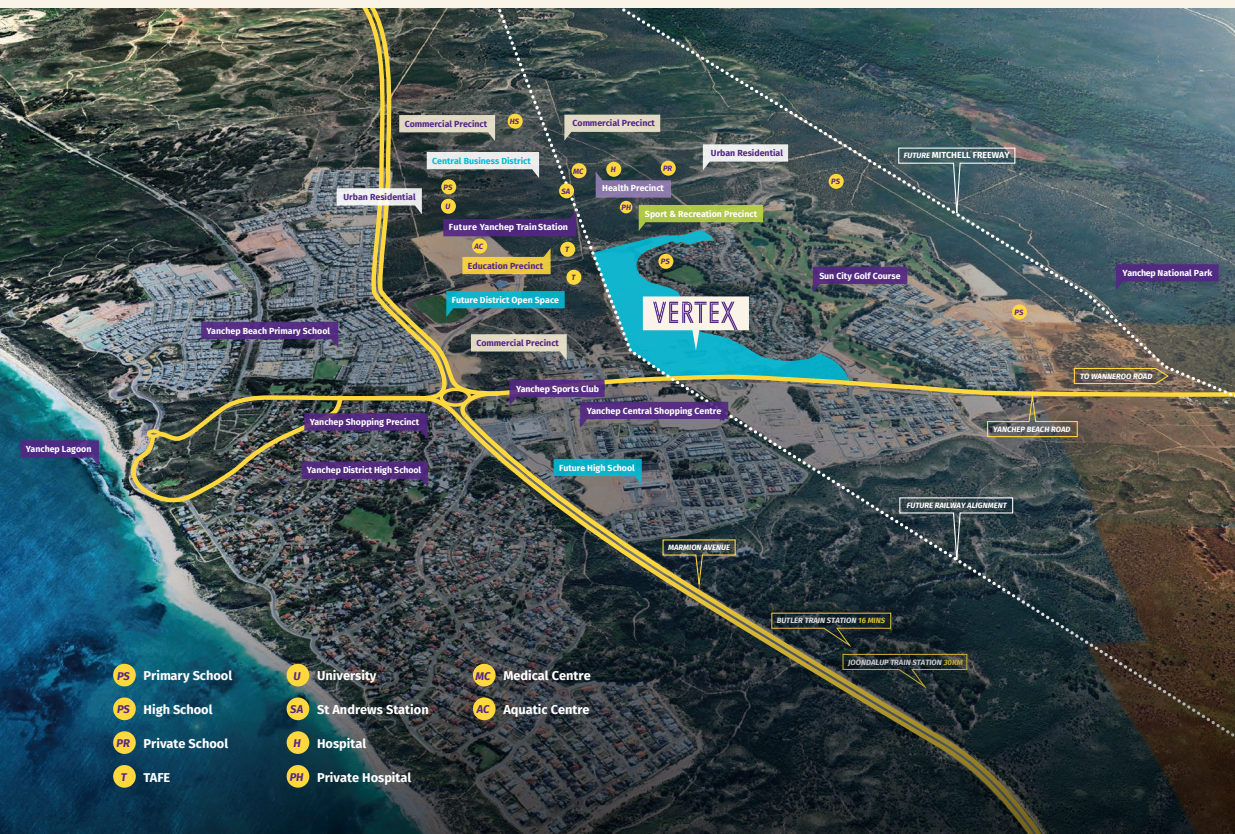 HS
Commercial Precinct
Commercial Precinct
Urban Residential
FUTURE MITCHELL FREEWAY
Central Business District
MC
H
PR
PS
PS
SA
Health Precinct
Urban Residential
U
PH
Sport & Recreation Precinct
Future Yanchep Train Station
AC
T
PS
Education Precinct
T
Sun City Golf Course
Yanchep National Park
Future District Open Space
VERTEX
PS
Yanchep Beach Primary School
Commercial Precinct
TO WANNEROO ROAD
Yanchep Sports Club
Yanchep Central Shopping Centre
Yanchep Shopping Precinct
YANCHEP BEACH ROAD
Yanchep Lagoon
Yanchep District High School
Future High School
FUTURE RAILWAY ALIGNMENT
MARMION AVENUE
BUTLER TRAIN STATION 16 MINS
JOONDALUP TRAIN STATION 30KM
PS Primary School
PS High School
PR Private School
T TAFE
U University
SA St Andrews Station
H Hospital
PH Private Hospital
MC Medical Centre
AC Aquatic Centre